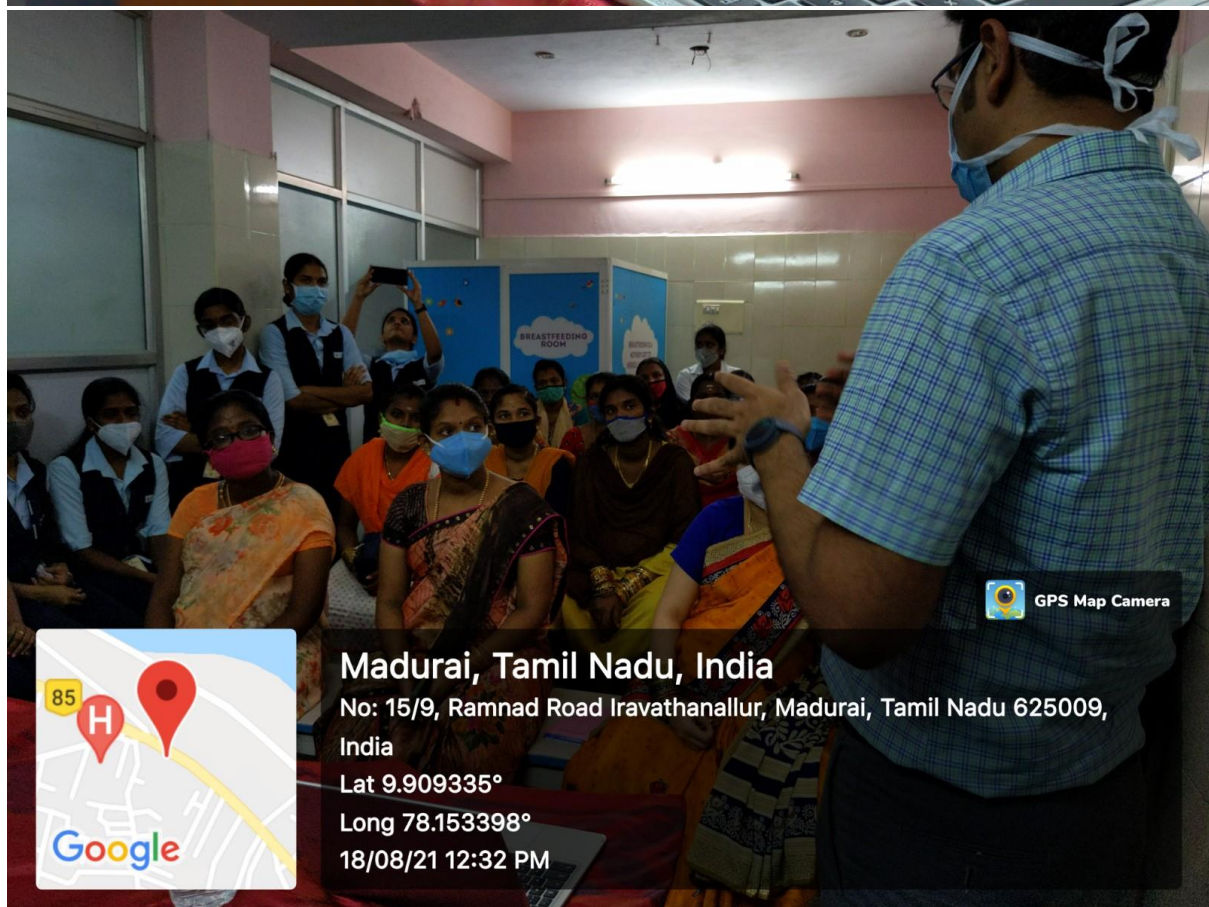 BREASTFEEDING
ROOM
GPS Map Camera
85
H
Google
Madurai, Tamil Nadu, India
No: 15/9, Ramnad Road Iravathanallur, Madurai, Tamil Nadu 625009,
India
Lat 9.909335°
Long 78.153398°
18/08/21 12:32 PM